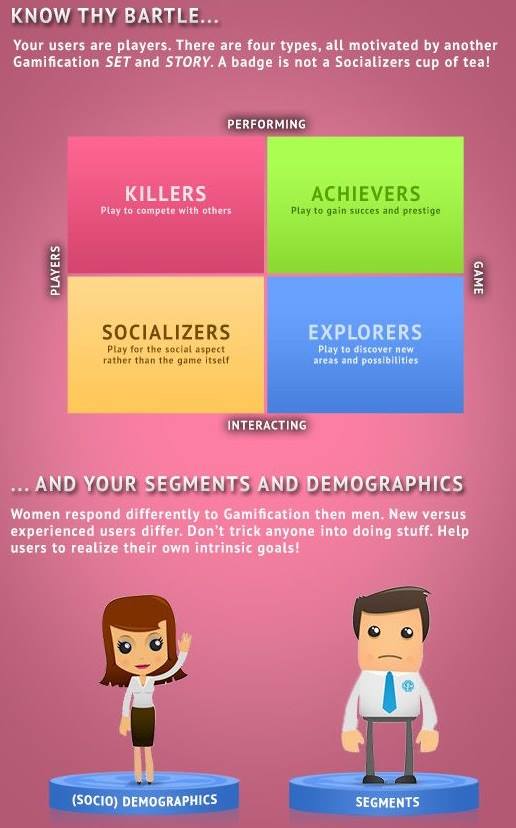 KNOW THY BARTLE...
Your users are players. There are four types, all motivated by another
Gamification SET and STORY. A badge is not a Socializers cup of tea!
PERFORMING
KILLERS
Play to compete with others
ACHIEVERS
Play to gain succes and prestige
PLAYERS
GAME
SOCIALIZERS
Play for the social aspect
rather than the game itself
EXPLORERS
Play to discover new
areas and possibilities
INTERACTING
... AND YOUR SEGMENTS AND DEMOGRAPHICS
Women respond differently to Gamification then men. New versus
experienced users differ. Don't trick anyone into doing stuff. Help
users to realize their own intrinsic goals!
(SOCIO) DEMOGRAPHICS
SEGMENTS